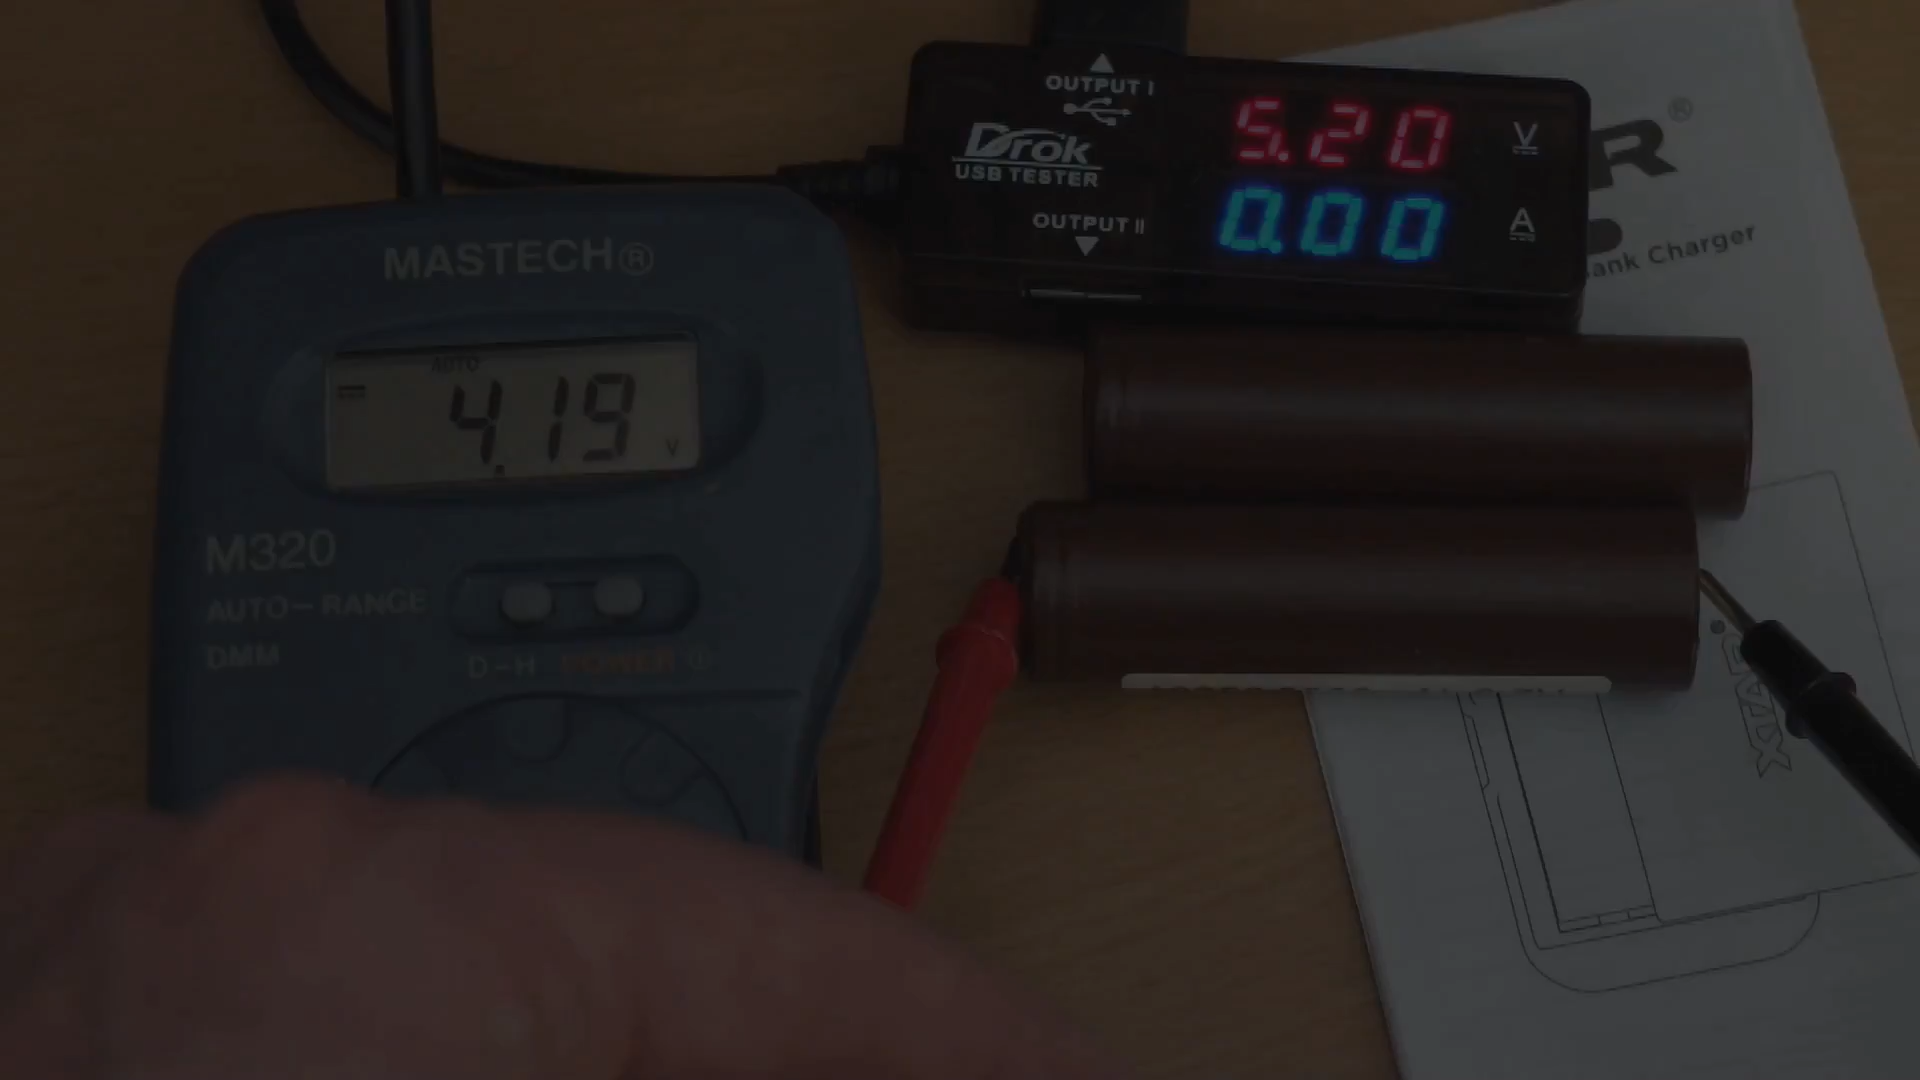 OUTPUT I
Drok
USB TESTER
OUTPUT II
5.20 V
0.00 A
R®
ank Charger
MASTECH®
AUTO
4.19 V
M320
AUTO-RANGE
DMM
D-H POWER
XTAR